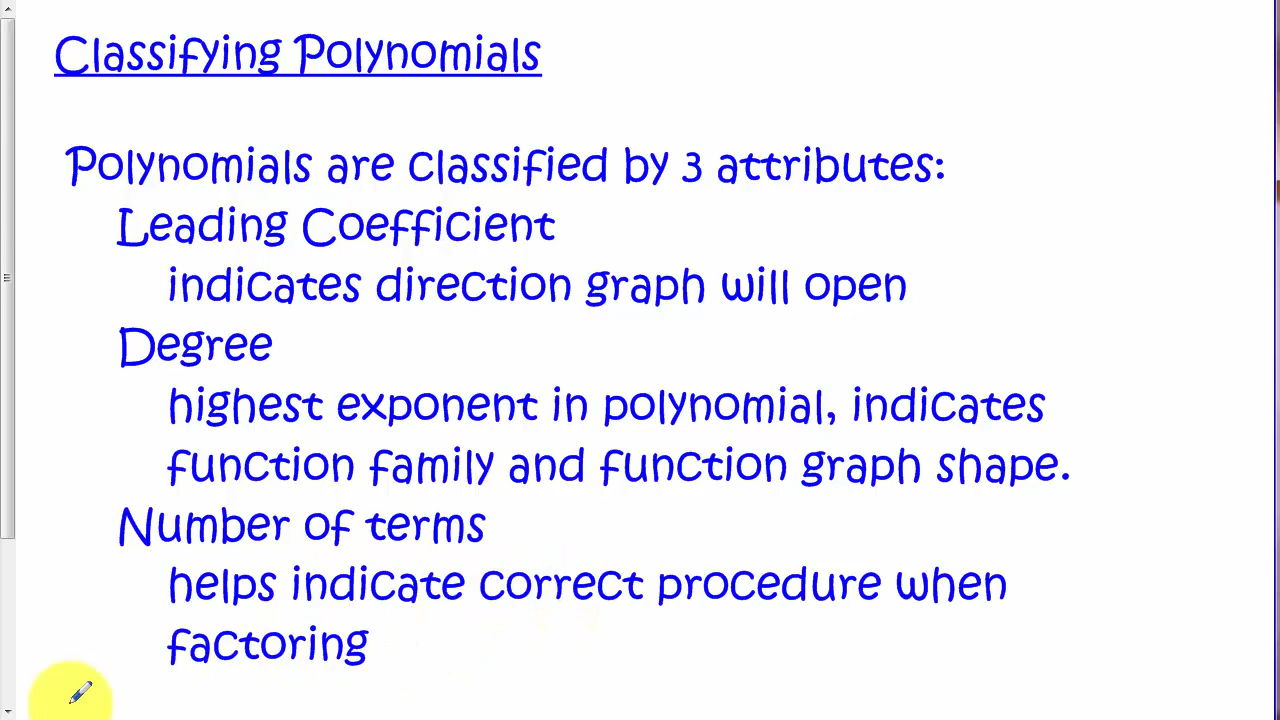 Classifying Polynomials
Polynomials are classified by 3 attributes:
Leading Coefficient
indicates direction graph will open
Degree
highest exponent in polynomial, indicates
function family and function graph shape.
Number of terms
helps indicate correct procedure when
factoring